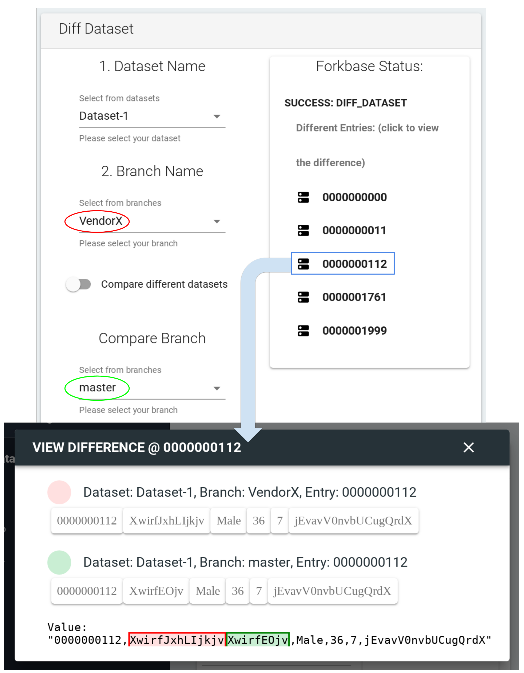 Diff Dataset
1. Dataset Name
Select from datasets
Dataset-1
Please select your dataset
2. Branch Name
Select from branches
VendorX
Please select your branch
Compare different datasets
Compare Branch
Select from branches
master
Please select your branch
Forkbase Status:
SUCCESS: DIFF_DATASET
Different Entries: (click to view
the difference)
0000000000
0000000011
0000000112
0000001761
0000001999
ta
VIEW DIFFERENCE @ 0000000112
Dataset: Dataset-1, Branch: VendorX, Entry: 0000000112
0000000112 XwirfJxhLIjkjv Male 36 7 jEvavV0nvbUCugQrdX
Dataset: Dataset-1, Branch: master, Entry: 0000000112
0000000112 XwirfEOjv Male 36 7 jEvavV0nvbUCugQrdX
Value:
"0000000112,XwirfJxhLIjkjvXwirfEOjv,Male,36,7,jEvavV0nvbUCugQrdX"